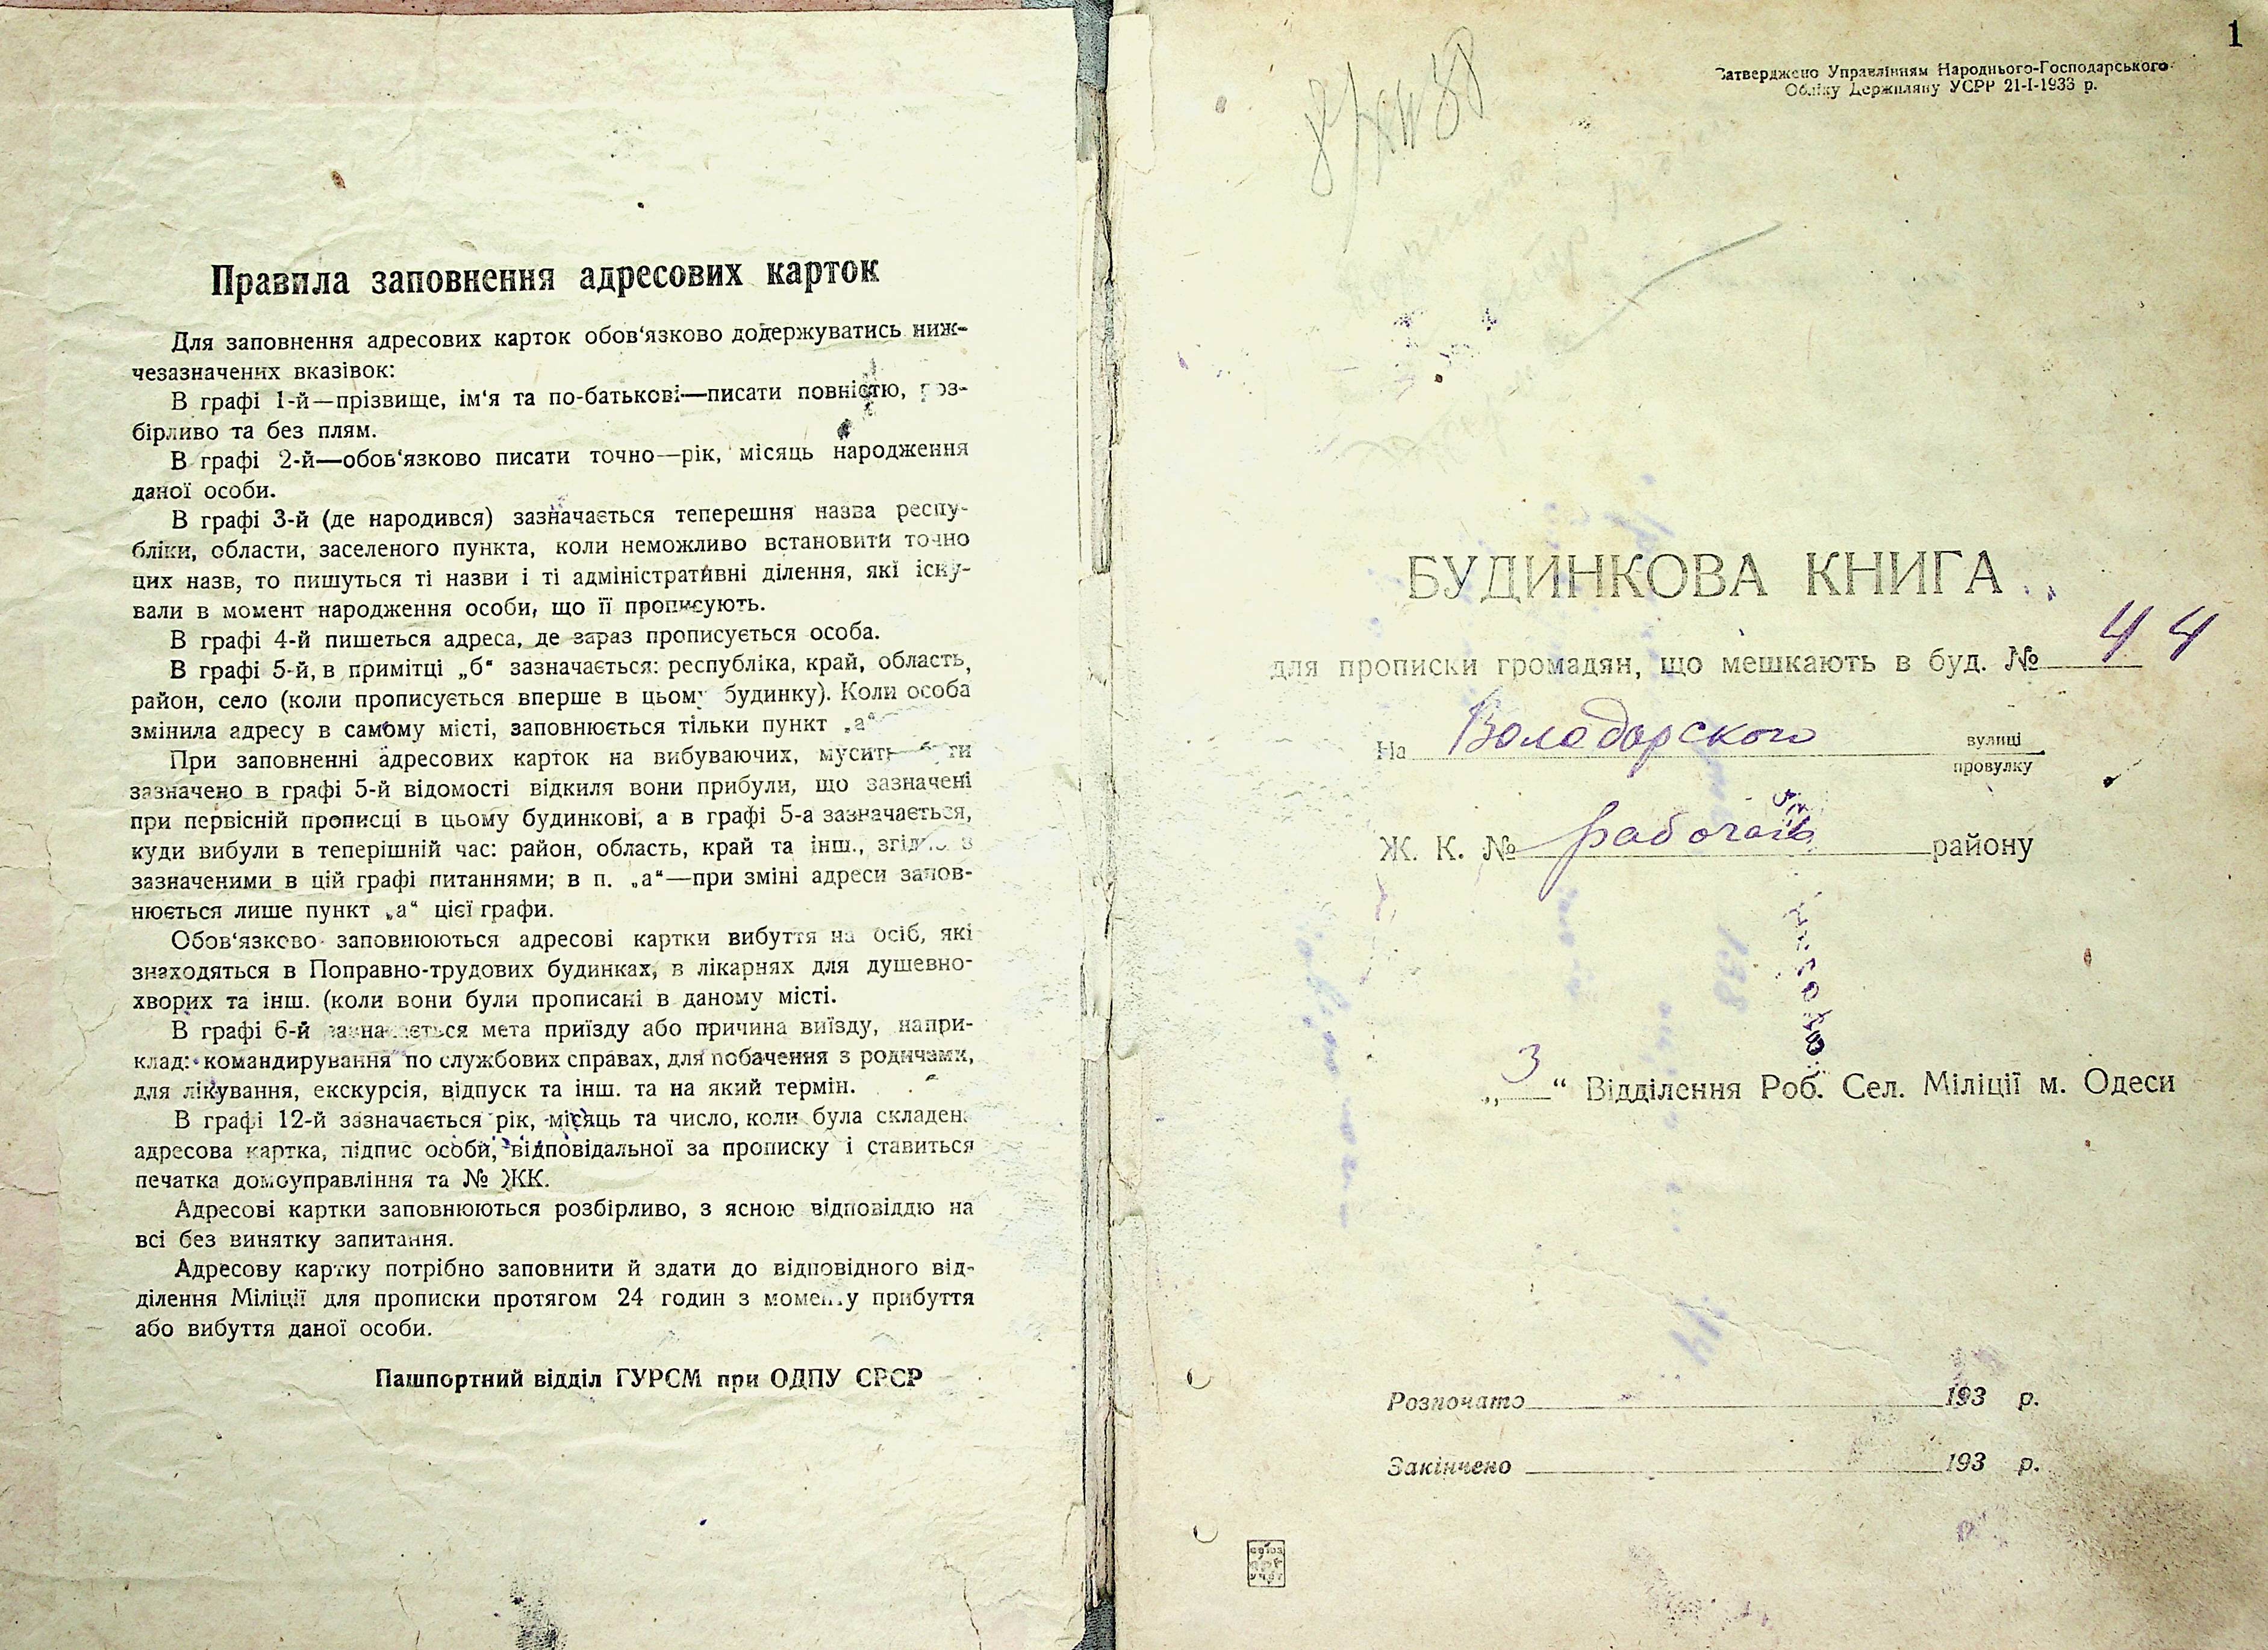 Правила заповнення адресових карток
Для заповнення адресових карток обов'язково додержуватись ниж-
чезазначених вказівок:
В графі 1-й—прізвище, ім'я та по-батькові—писати повністю, роз-
бірливо та без плям.
В графі 2-й—обов'язково писати точно—рік, місяць народження
даної особи.
В графі 3-й (де народився) зазначається теперешня назва респу-
бліки, области, заселеного пункта, коли неможливо встановити точно
цих назв, то пишуться ті назви і ті адміністративні ділення, які існу-
вали в момент народження особи, що її прописують.
В графі 4-й пишеться адреса, де зараз прописується особа.
В графі 5-й, в примітці „б“ зазначається: республіка, край, область,
район, село (коли прописується вперше в цьому будинку). Коли особа
змінила адресу в самому місті, заповнюється тільки пункт „а“
При заповненні адресових карток на вибуваючих, мусить бути
зазначено в графі 5-й відомості відкиля вони прибули, що зазначені
при первісній прописці в цьому будинкові, а в графі 5-а зазначається,
куди вибули в теперішній час: район, область, край та інш., згідно з
зазначеними в цій графі питаннями; в п. „а“—при зміні адреси запов-
нюється лише пункт „а“ цієї графи.
Обов'язково заповнюються адресові картки вибуття на осіб, які
знаходяться в Поправно-трудових будинках, в лікарнях для душевно-
хворих та інш. (коли вони були прописані в даному місті.
В графі 6-й зазначається мета приїзду або причина виїзду, напри-
клад: командирування по службових справах, для побачення з родичами,
для лікування, екскурсія, відпуск та інш. та на який термін.
В графі 12-й зазначається рік, місяць та число, коли була складена
адресова картка, підпис особи, відповідальної за прописку і ставиться
печатка домоуправління та № ЖК.
Адресові картки заповнюються розбірливо, з ясною відповіддю на
всі без винятку запитання.
Адресову картку потрібно заповнити й здати до відповідного від-
ділення Міліції для прописки протягом 24 годин з моменту прибуття
або вибуття даної особи.
Пашпортний відділ ГУРСМ при ОДПУ СРСР
1
Затверджено Управлінням Народнього-Господарського
Обліку Держпляну УСРР 21-I-1933 р.
БУДИНКОВА КНИГА
для прописки громадян, що мешкають в буд. № 44
На Володарского вулиці
провулку
Ж. К. № району
„3“ Відділення Роб. Сел. Міліції м. Одеси
Розпочато 193 р.
Закінчено 193 р.